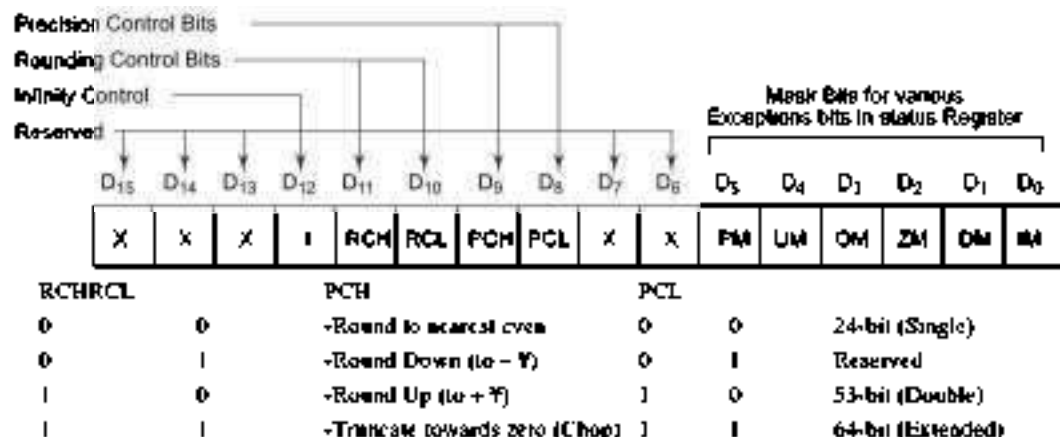 Precision Control Bits
Rounding Control Bits
Infinity Control
Reserved
Mask Bits for various
Exceptions bits in status Register
D15 D14 D13 D12 D11 D10 D9 D8 D7 D6 D5 D4 D3 D2 D1 D0
X X X I RCH RCL PCH PCL X X PM UM OM ZM DM IM
RCHRCL PCH PCL
0 0 -Round to nearest even 0 0 24-bit (Single)
0 1 -Round Down (to – ¥) 0 1 Reserved
1 0 -Round Up (to + ¥) 1 0 53-bit (Double)
1 1 -Truncate towards zero (Chop) 1 1 64-bit (Extended)